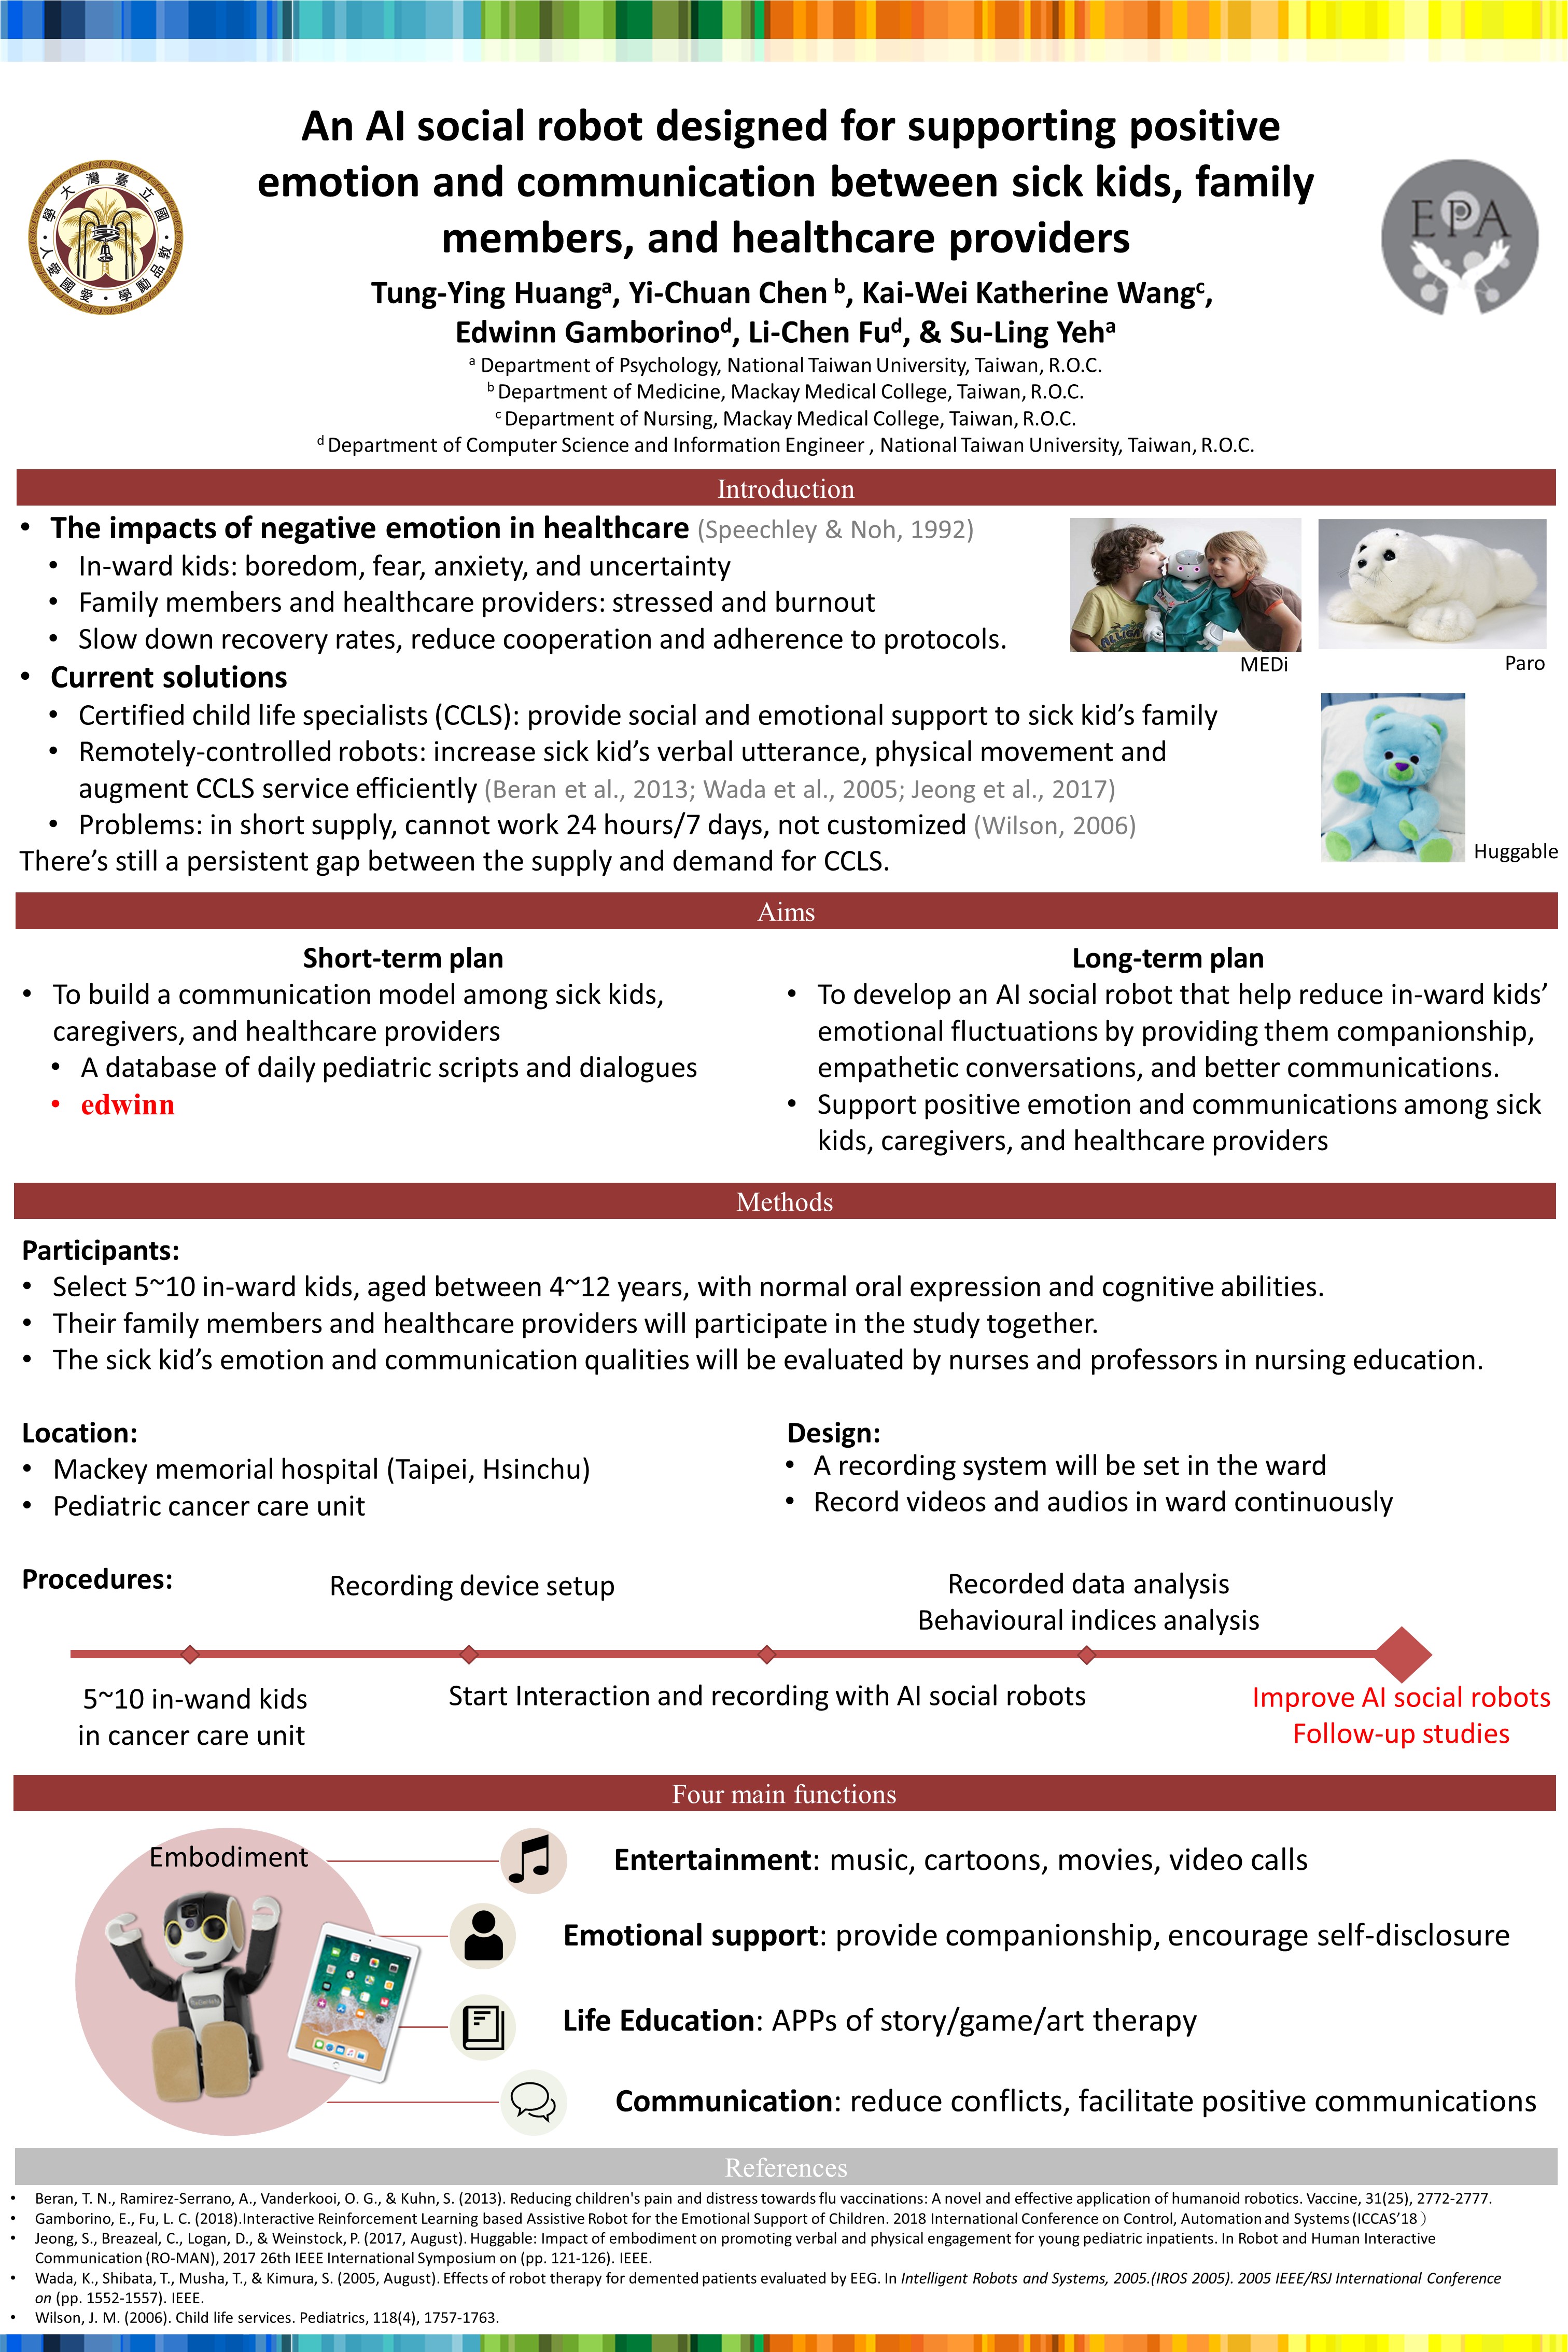 An AI social robot designed for supporting positive
emotion and communication between sick kids, family
members, and healthcare providers
國立臺灣大學
EPA
Tung-Ying Huangᵃ, Yi-Chuan Chen ᵇ, Kai-Wei Katherine Wangᶜ,
Edwinn Gamborinoᵈ, Li-Chen Fuᵈ, & Su-Ling Yehᵃ
ᵃ Department of Psychology, National Taiwan University, Taiwan, R.O.C.
ᵇ Department of Medicine, Mackay Medical College, Taiwan, R.O.C.
ᶜ Department of Nursing, Mackay Medical College, Taiwan, R.O.C.
ᵈ Department of Computer Science and Information Engineer , National Taiwan University, Taiwan, R.O.C.
Introduction
• The impacts of negative emotion in healthcare (Speechley & Noh, 1992)
• In-ward kids: boredom, fear, anxiety, and uncertainty
• Family members and healthcare providers: stressed and burnout
• Slow down recovery rates, reduce cooperation and adherence to protocols.
• Current solutions
• Certified child life specialists (CCLS): provide social and emotional support to sick kid’s family
• Remotely-controlled robots: increase sick kid’s verbal utterance, physical movement and
augment CCLS service efficiently (Beran et al., 2013; Wada et al., 2005; Jeong et al., 2017)
• Problems: in short supply, cannot work 24 hours/7 days, not customized (Wilson, 2006)
There’s still a persistent gap between the supply and demand for CCLS.
MEDi
Paro
Huggable
Aims
Short-term plan
• To build a communication model among sick kids,
caregivers, and healthcare providers
• A database of daily pediatric scripts and dialogues
• edwinn
Long-term plan
• To develop an AI social robot that help reduce in-ward kids’
emotional fluctuations by providing them companionship,
empathetic conversations, and better communications.
• Support positive emotion and communications among sick
kids, caregivers, and healthcare providers
Methods
Participants:
• Select 5~10 in-ward kids, aged between 4~12 years, with normal oral expression and cognitive abilities.
• Their family members and healthcare providers will participate in the study together.
• The sick kid’s emotion and communication qualities will be evaluated by nurses and professors in nursing education.
Location:
• Mackey memorial hospital (Taipei, Hsinchu)
• Pediatric cancer care unit
Design:
• A recording system will be set in the ward
• Record videos and audios in ward continuously
Procedures:
Recording device setup
Recorded data analysis
Behavioural indices analysis
5~10 in-wand kids
in cancer care unit
Start Interaction and recording with AI social robots
Improve AI social robots
Follow-up studies
Four main functions
Embodiment
Entertainment: music, cartoons, movies, video calls
Emotional support: provide companionship, encourage self-disclosure
Life Education: APPs of story/game/art therapy
Communication: reduce conflicts, facilitate positive communications
References
• Beran, T. N., Ramirez-Serrano, A., Vanderkooi, O. G., & Kuhn, S. (2013). Reducing children's pain and distress towards flu vaccinations: A novel and effective application of humanoid robotics. Vaccine, 31(25), 2772-2777.
• Gamborino, E., Fu, L. C. (2018).Interactive Reinforcement Learning based Assistive Robot for the Emotional Support of Children. 2018 International Conference on Control, Automation and Systems (ICCAS’18）
• Jeong, S., Breazeal, C., Logan, D., & Weinstock, P. (2017, August). Huggable: Impact of embodiment on promoting verbal and physical engagement for young pediatric inpatients. In Robot and Human Interactive
Communication (RO-MAN), 2017 26th IEEE International Symposium on (pp. 121-126). IEEE.
• Wada, K., Shibata, T., Musha, T., & Kimura, S. (2005, August). Effects of robot therapy for demented patients evaluated by EEG. In Intelligent Robots and Systems, 2005.(IROS 2005). 2005 IEEE/RSJ International Conference
on (pp. 1552-1557). IEEE.
• Wilson, J. M. (2006). Child life services. Pediatrics, 118(4), 1757-1763.